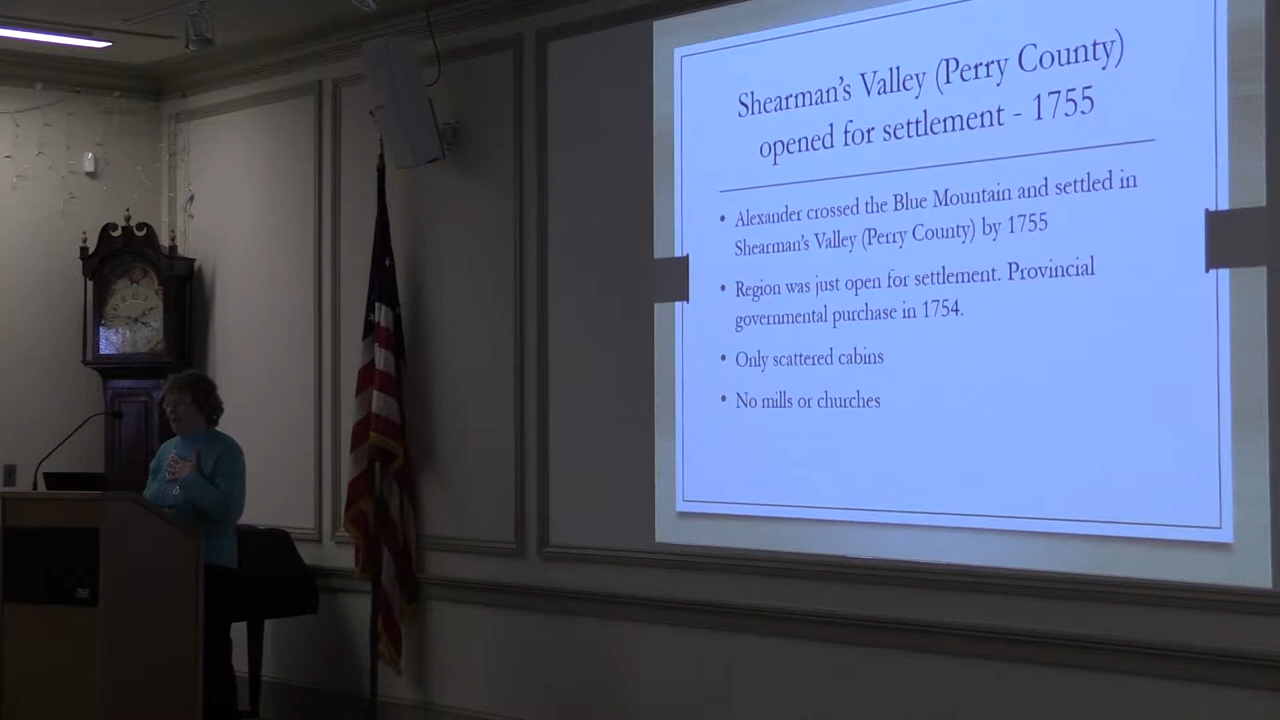 Shearman's Valley (Perry County)
opened for settlement - 1755
• Alexander crossed the Blue Mountain and settled in
Shearman's Valley (Perry County) by 1755
• Region was just open for settlement. Provincial
governmental purchase in 1754.
• Only scattered cabins
• No mills or churches